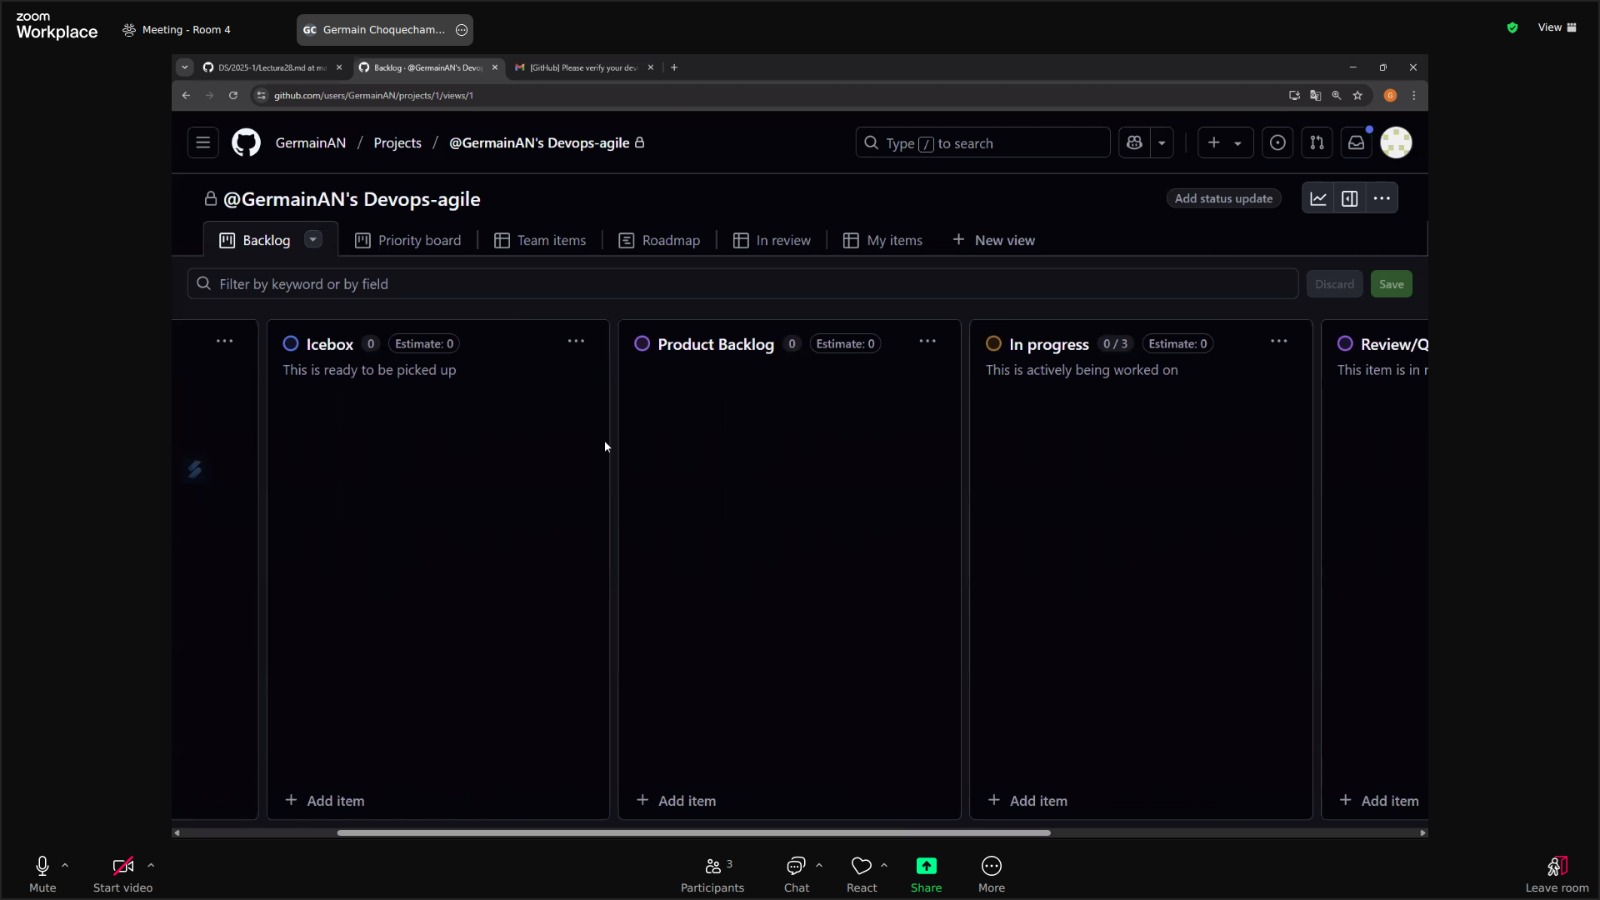 zoom
Workplace
Meeting - Room 4
GC Germain Choquecham...
View
DS/2025-1/Lectura28.md at ma
Backlog · @GermainAN's Devo
[GitHub] Please verify your dev
github.com/users/GermainAN/projects/1/views/1
G
GermainAN / Projects / @GermainAN's Devops-agile
Type / to search
@GermainAN's Devops-agile
Add status update
Backlog
Priority board
Team items
Roadmap
In review
My items
New view
Filter by keyword or by field
Discard
Save
Icebox 0 Estimate: 0
This is ready to be picked up
Product Backlog 0 Estimate: 0
In progress 0 / 3 Estimate: 0
This is actively being worked on
Review/Q
This item is in r
Add item
Add item
Add item
Add item
Mute
Start video
Participants 3
Chat
React
Share
More
Leave room